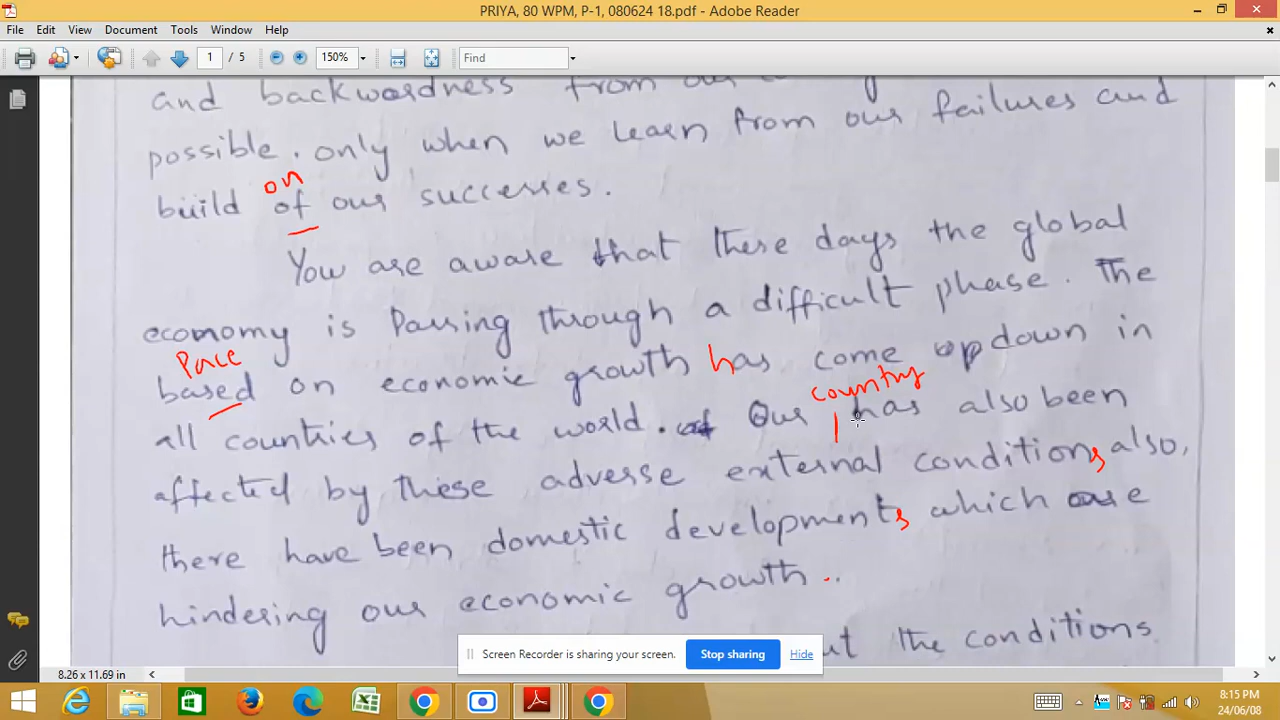 PRIYA, 80 WPM, P-1, 080624 18.pdf - Adobe Reader
File Edit View Document Tools Window Help
1 / 5 150% Find
and backwordness from our
possible. only when we learn from our failures and
on
build of our successes.
You are aware that these days the global
economy is Passing through a difficult phase. The
Pace
based on economic growth has come down in
country
all countries of the world. Our has also been
affected by these adverse external conditions also,
there have been domestic developments which are
hindering our economic growth.
the conditions
Screen Recorder is sharing your screen. Stop sharing Hide
8.26 x 11.69 in
8:15 PM
24/06/08